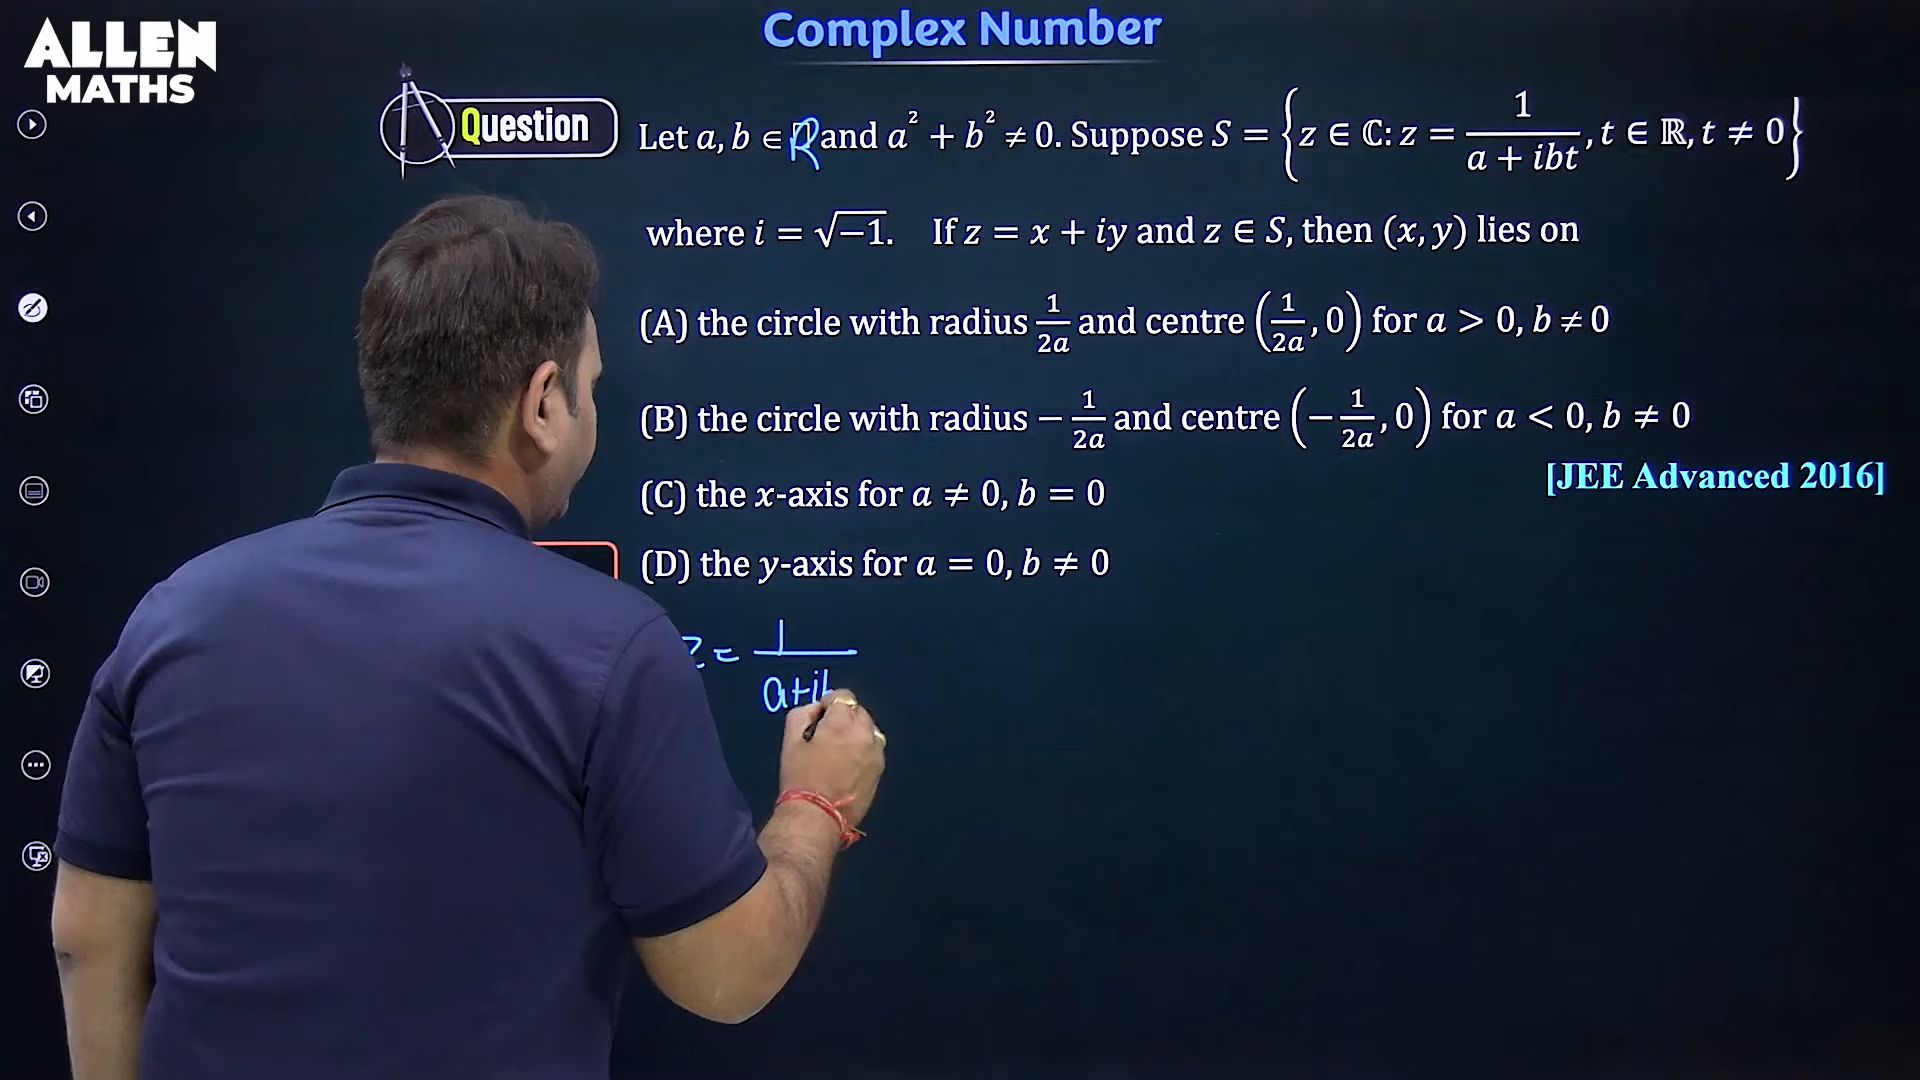 Complex Number
ALLEN
MATHS
Question
Let a, b ∈ R and a² + b² ≠ 0. Suppose S = {z ∈ ℂ: z = 1/(a + ibt), t ∈ ℝ, t ≠ 0}
where i = √−1. If z = x + iy and z ∈ S, then (x, y) lies on
(A) the circle with radius 1/2a and centre (1/2a, 0) for a > 0, b ≠ 0
(B) the circle with radius − 1/2a and centre (− 1/2a, 0) for a < 0, b ≠ 0
[JEE Advanced 2016]
(C) the x-axis for a ≠ 0, b = 0
(D) the y-axis for a = 0, b ≠ 0
z = 1/(a+ib